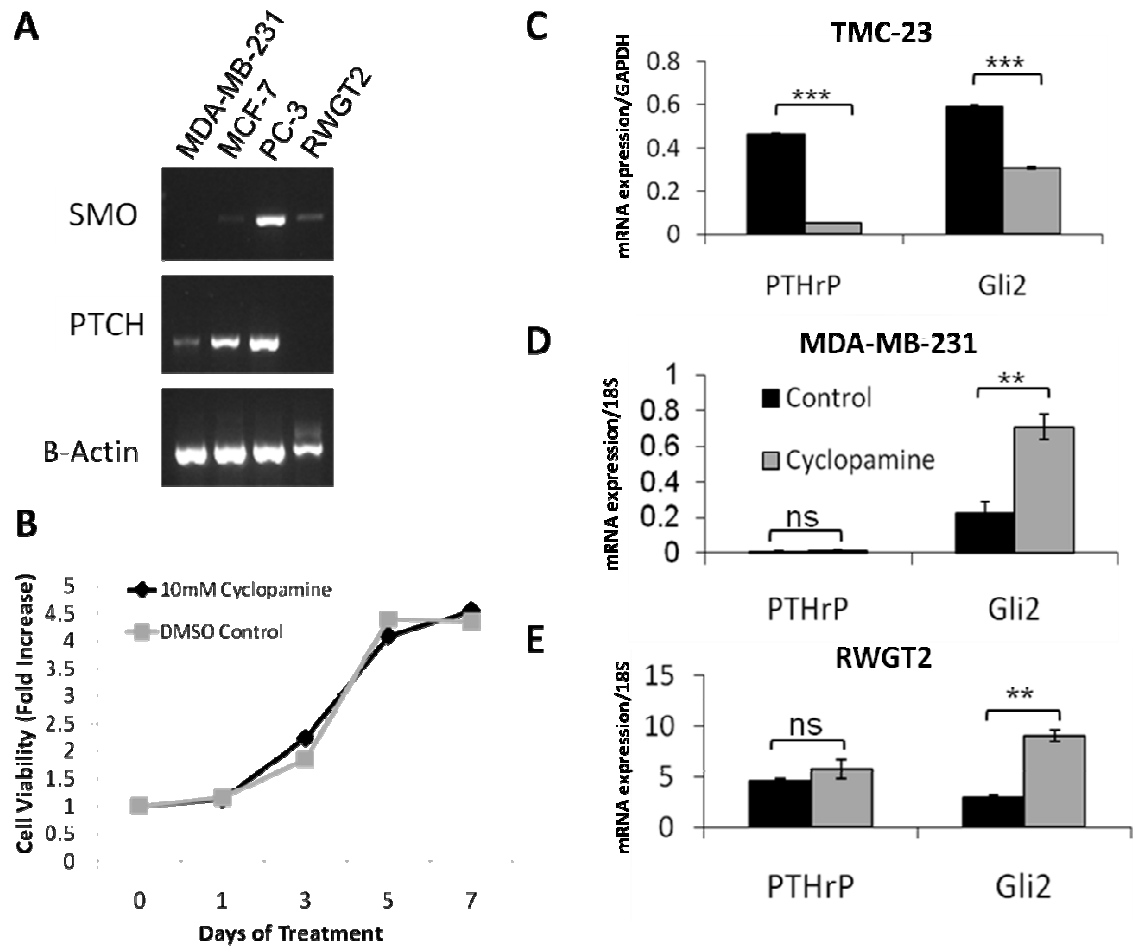 A
MDA-MB-231
MCF-7
PC-3
RWGT2
SMO
PTCH
B-Actin
B
Cell Viability (Fold Increase)
5
4.5
4
3.5
3
2.5
2
1.5
1
0.5
0
10mM Cyclopamine
DMSO Control
0 1 3 5 7
Days of Treatment
C
TMC-23
mRNA expression/GAPDH
0.8
0.6
0.4
0.2
0
***
***
PTHrP Gli2
D
MDA-MB-231
mRNA expression/18S
1
0.8
0.6
0.4
0.2
0
Control
Cyclopamine
ns
**
PTHrP Gli2
E
RWGT2
mRNA expression/18S
15
10
5
0
ns
**
PTHrP Gli2